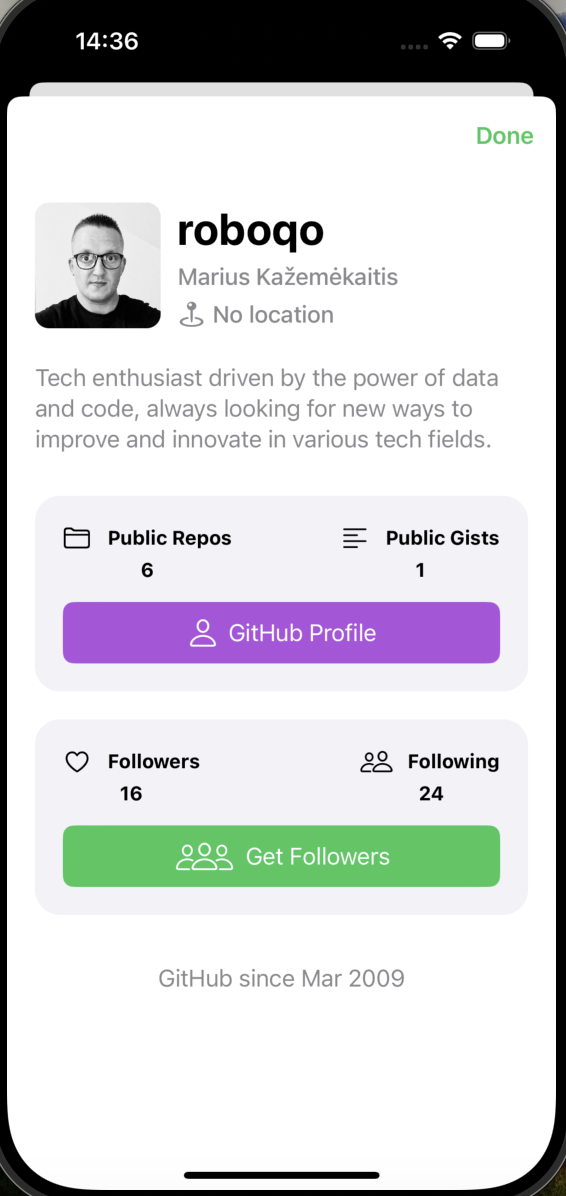 14:36
Done
roboqo
Marius Kažemėkaitis
No location
Tech enthusiast driven by the power of data
and code, always looking for new ways to
improve and innovate in various tech fields.
Public Repos Public Gists
6 1
GitHub Profile
Followers Following
16 24
Get Followers
GitHub since Mar 2009